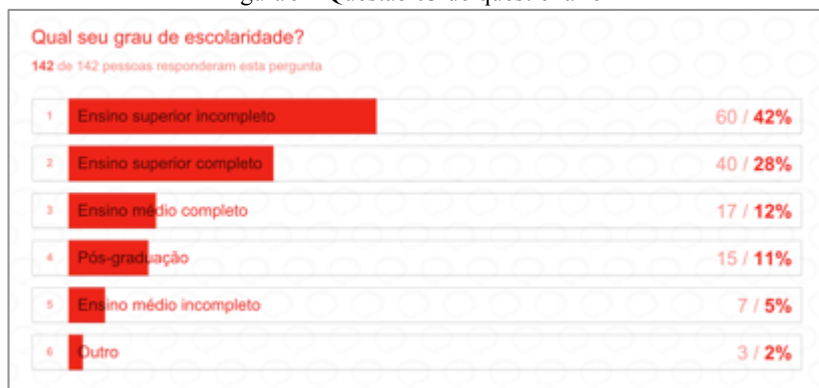 Qual seu grau de escolaridade?
142 de 142 pessoas responderam esta pergunta
1 Ensino superior incompleto 60 / 42%
2 Ensino superior completo 40 / 28%
3 Ensino médio completo 17 / 12%
4 Pós-graduação 15 / 11%
5 Ensino médio incompleto 7 / 5%
6 Outro 3 / 2%